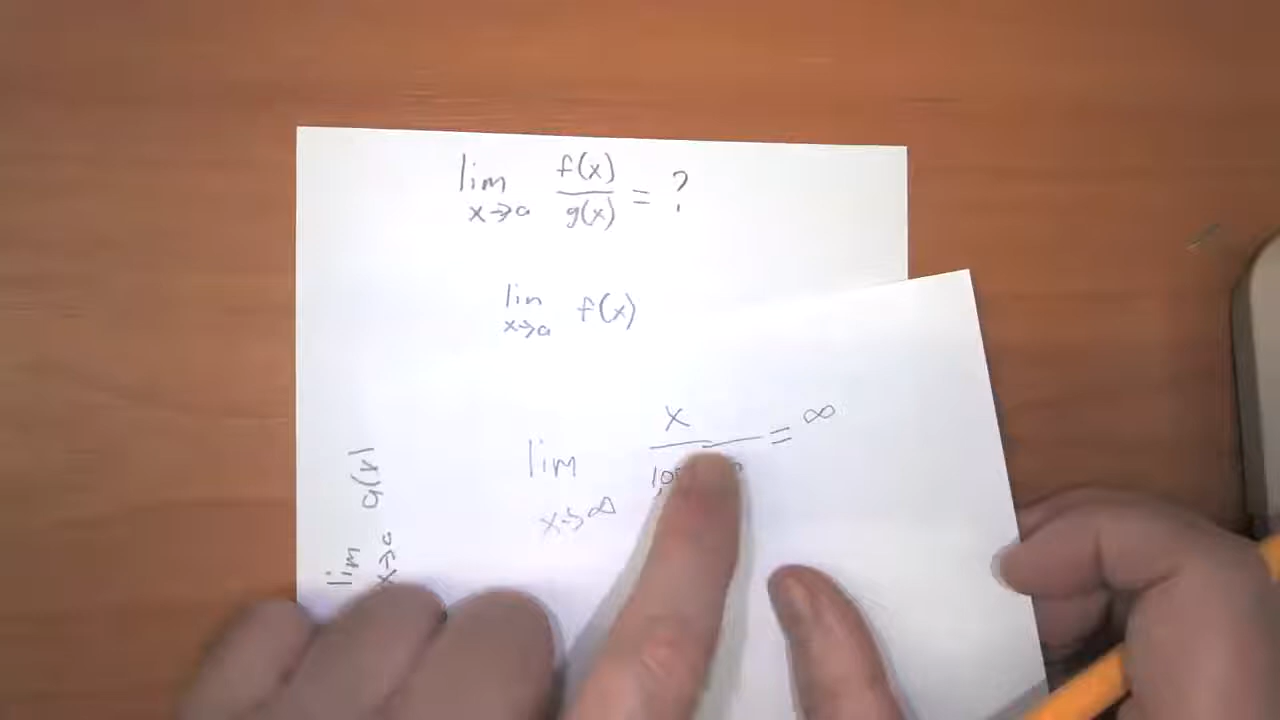 lim x→a f(x)/g(x) = ?
lim x→a f(x)
lim x→∞ x/ = ∞
lim x→a g(x)